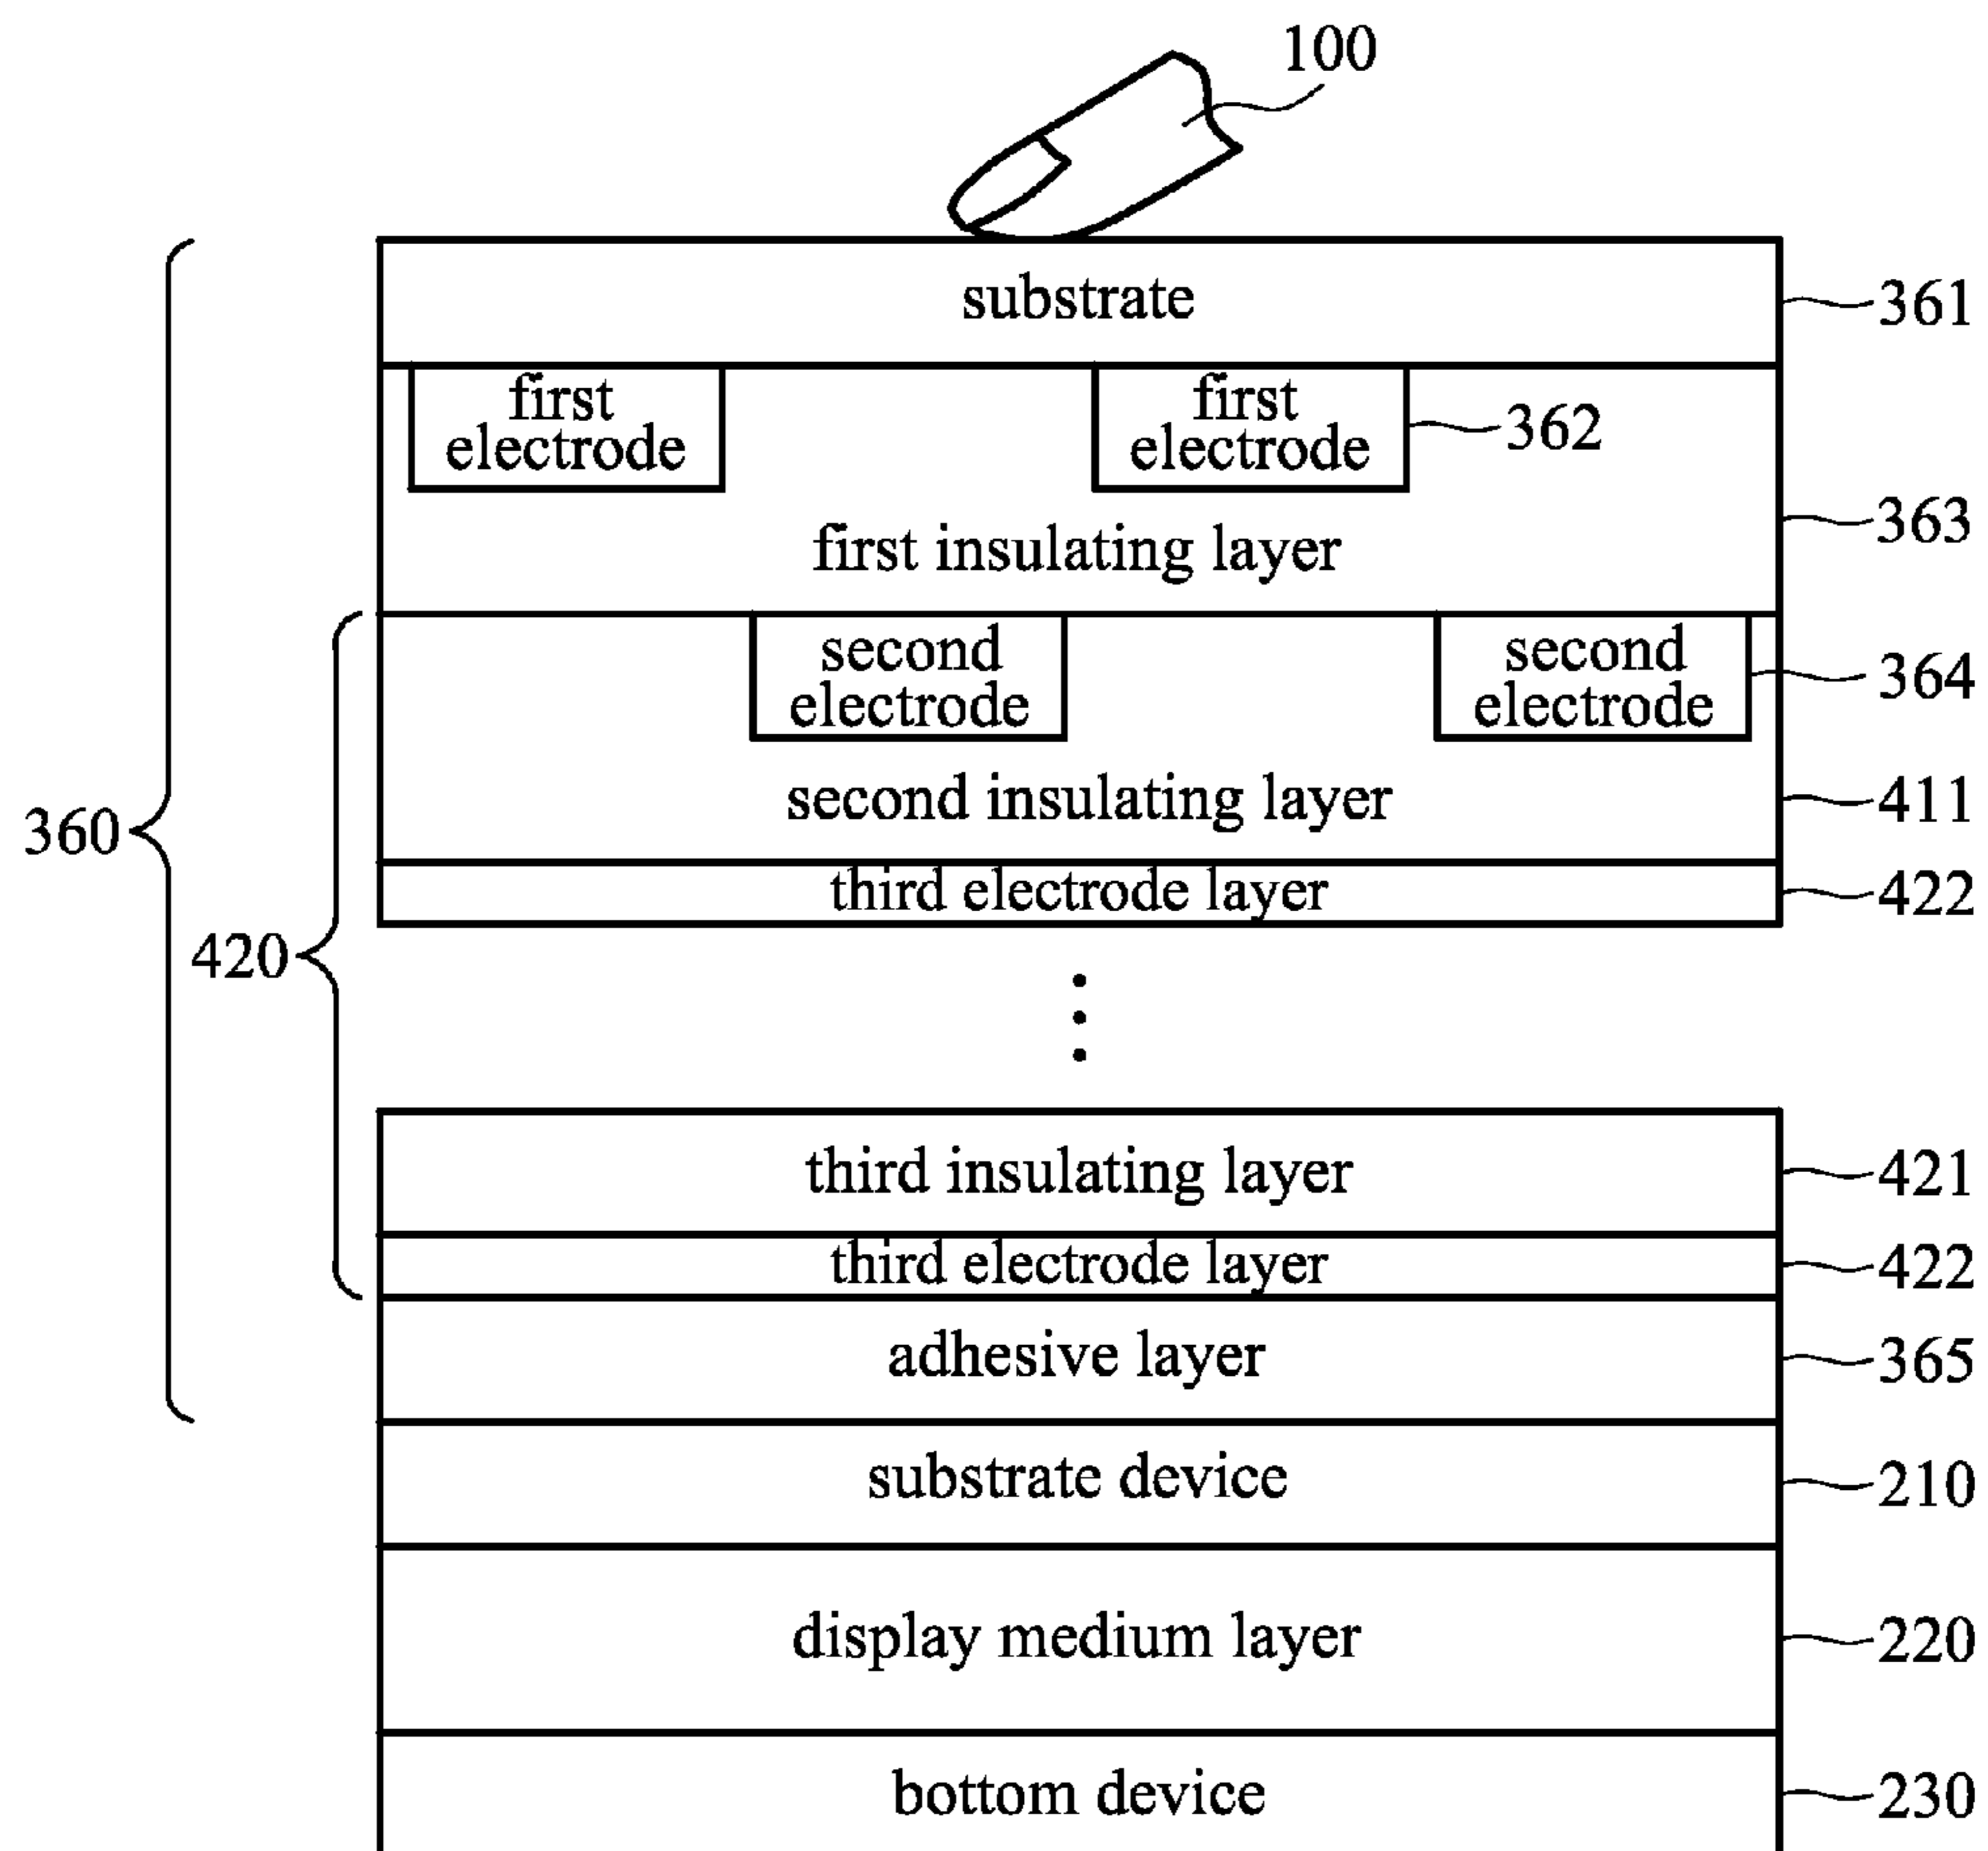 100
substrate
361
first
electrode
first
electrode
362
first insulating layer
363
second
electrode
second
electrode
364
second insulating layer
411
360
third electrode layer
422
420
third insulating layer
421
third electrode layer
422
adhesive layer
365
substrate device
210
display medium layer
220
bottom device
230